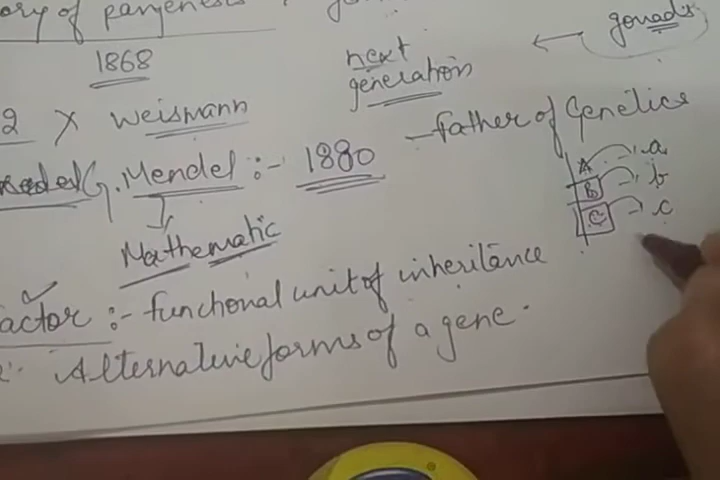 ory of pangenesis
1868
next
generation
gonads
2 X Weismann
G. Mendel :- 1880 - Father of Genetics
Mathematic
A a
B b
C c
actor :- functional unit of inheritance
Alternative forms of a gene